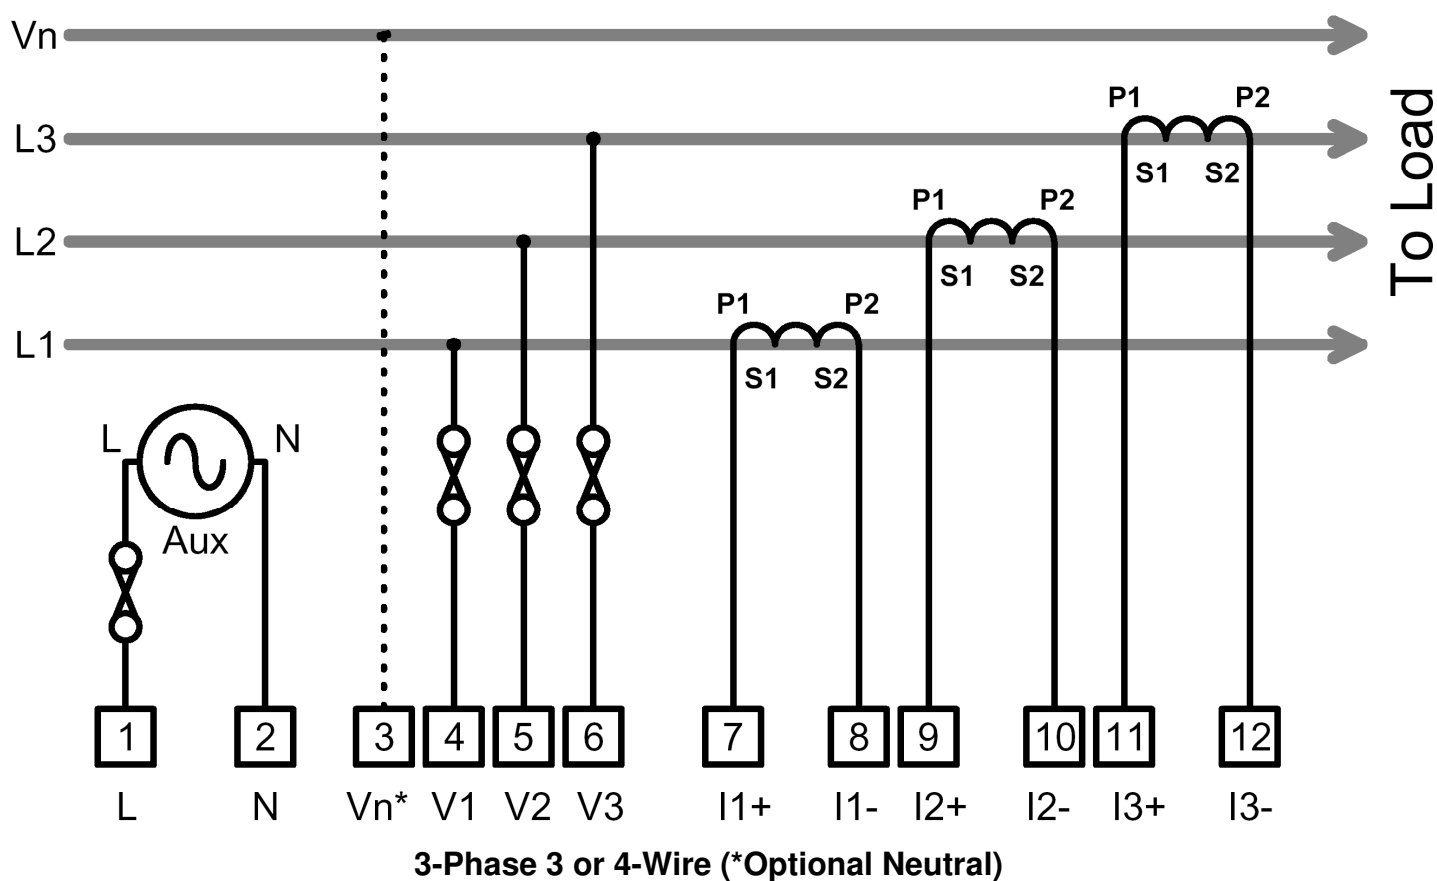 Vn
P1 P2
L3
S1 S2
To Load
P1 P2
L2
S1 S2
P1 P2
L1
S1 S2
L N
Aux
1 2 3 4 5 6 7 8 9 10 11 12
L N Vn* V1 V2 V3 I1+ I1- I2+ I2- I3+ I3-
3-Phase 3 or 4-Wire (*Optional Neutral)